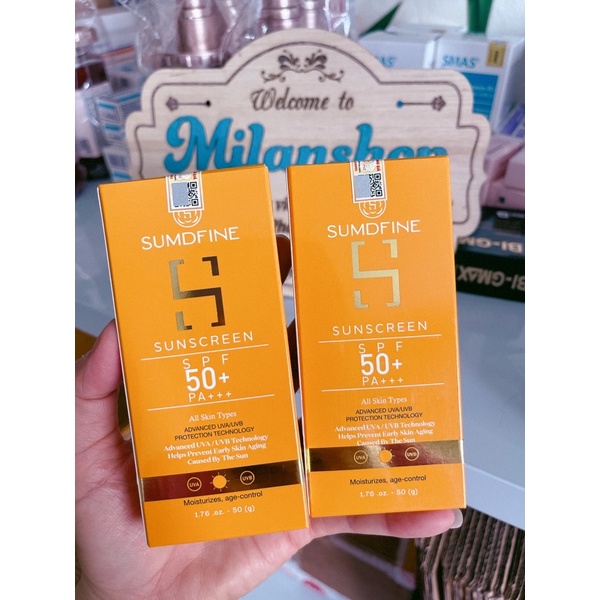 Welcome to
Milanshop
SMAS
BI-GMAX
SUMDFINE
SUNSCREEN
SPF
50+
PA+++
All Skin Types
ADVANCED UVA/UVB
PROTECTION TECHNOLOGY
Advanced UVA / UVB Technology
Helps Prevent Early Skin Aging
Caused By The Sun
UVA
UVB
Moisturizes, age-control
1.76 .oz. - 50 (g)
SUMDFINE
SUNSCREEN
SPF
50+
PA+++
All Skin Types
ADVANCED UVA/UVB
PROTECTION TECHNOLOGY
Advanced UVA / UVB Technology
Helps Prevent Early Skin Aging
Caused By The Sun
UVA
UVB
Moisturizes, age-control
1.76 .oz. - 50 (g)